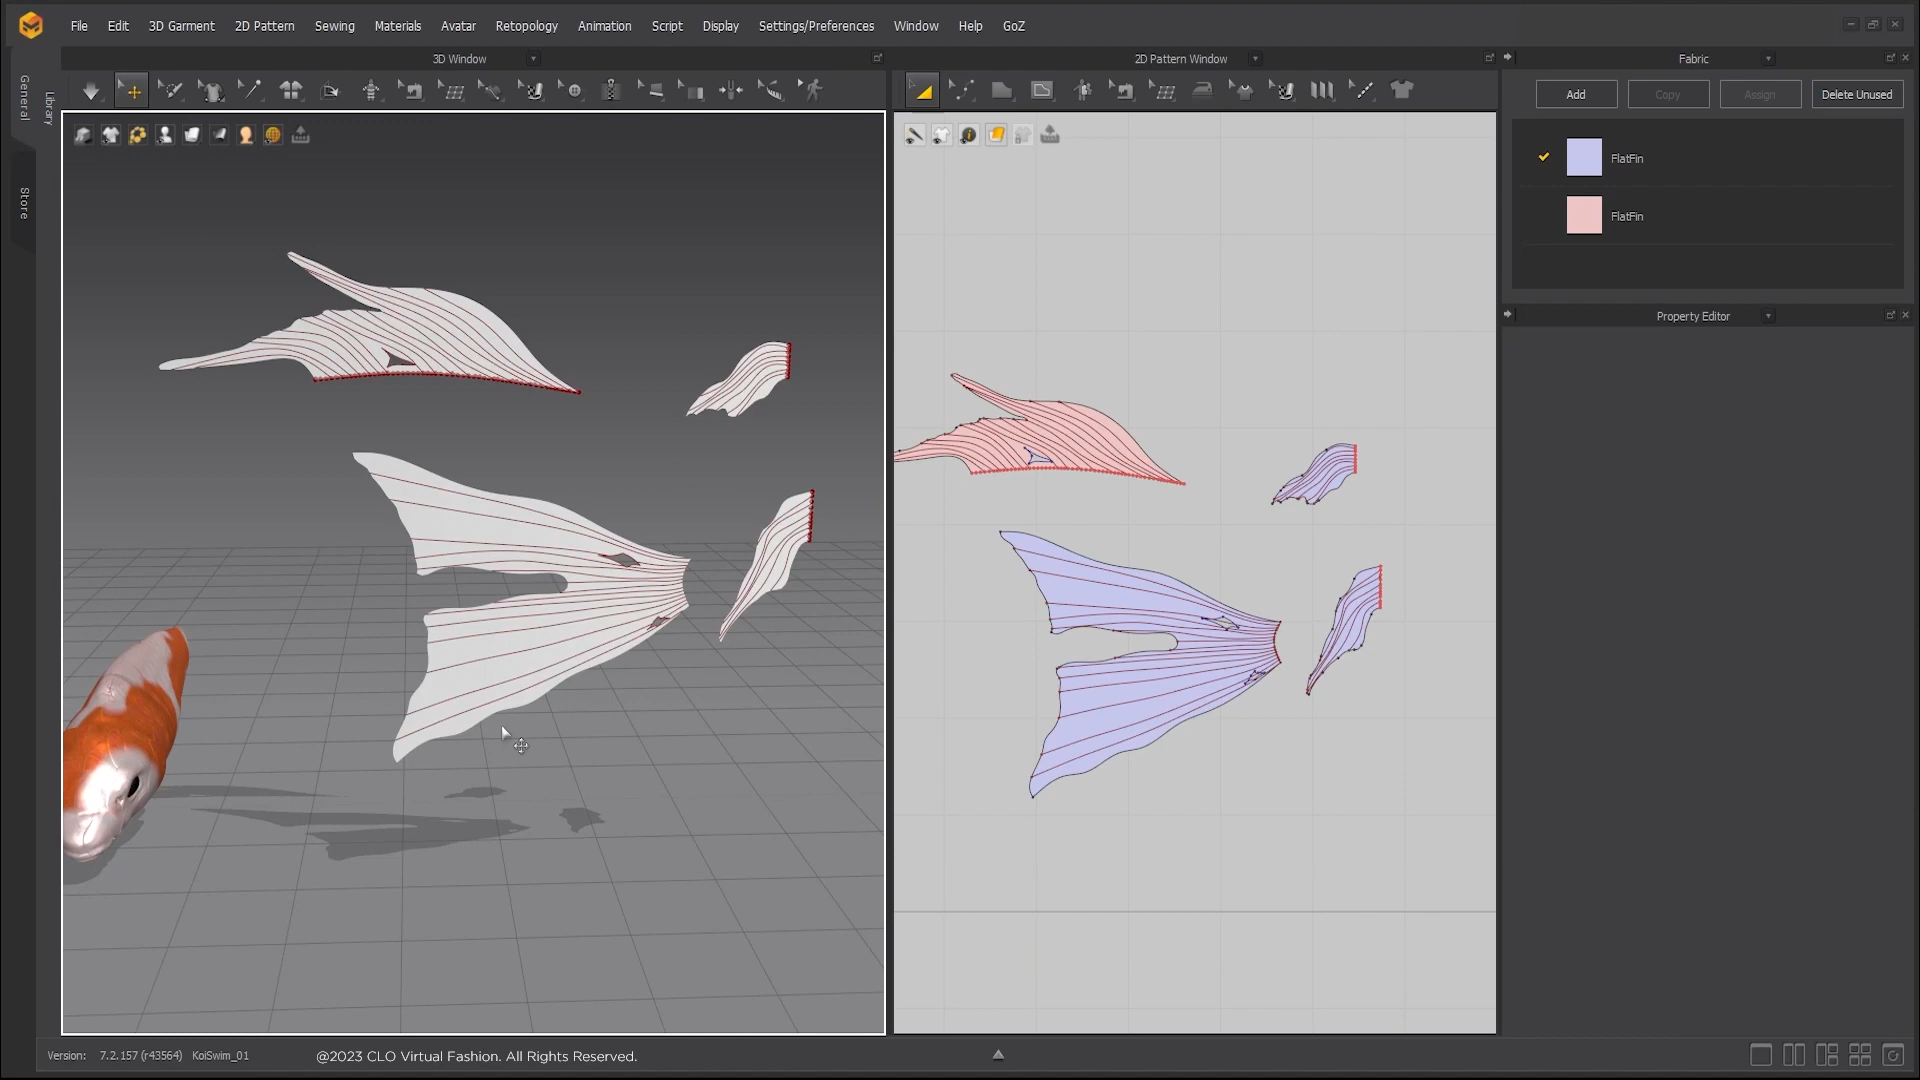 File Edit 3D Garment 2D Pattern Sewing Materials Avatar Retopology Animation Script Display Settings/Preferences Window Help GoZ
General
Library
Store
3D Window
2D Pattern Window
Fabric
Add Copy Assign Delete Unused
FlatFin
FlatFin
Property Editor
Version: 7.2.157 (r43564) KoiSwim_01
@2023 CLO Virtual Fashion. All Rights Reserved.